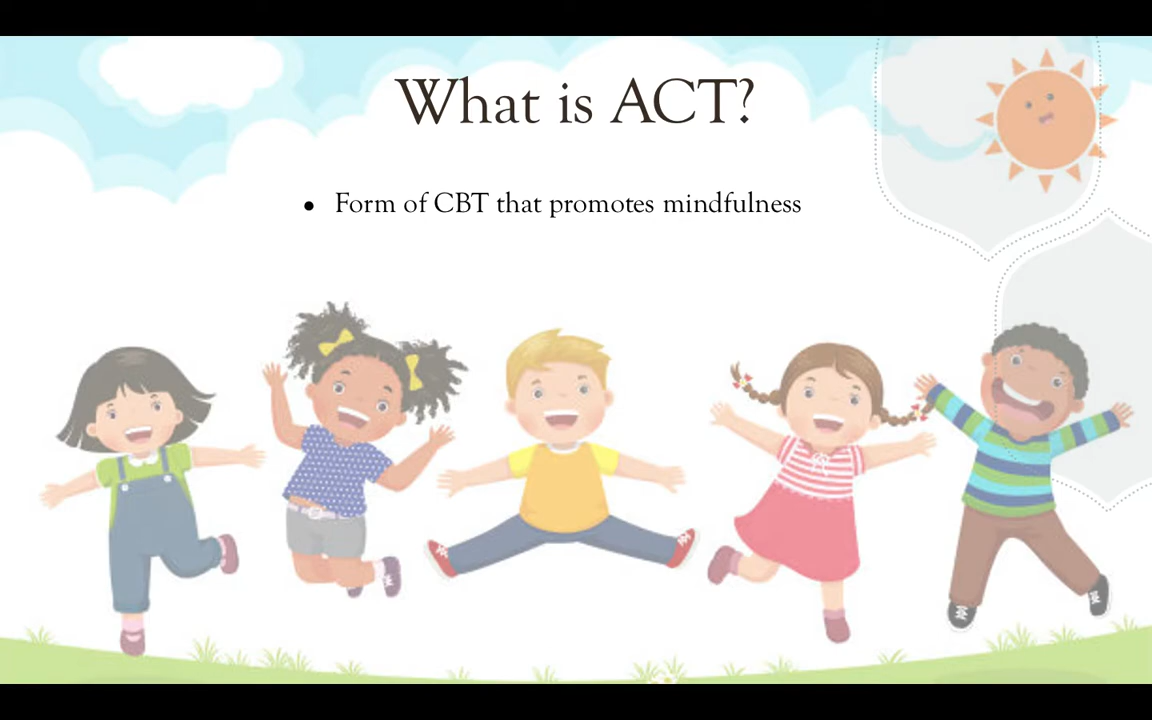 What is ACT?
• Form of CBT that promotes mindfulness